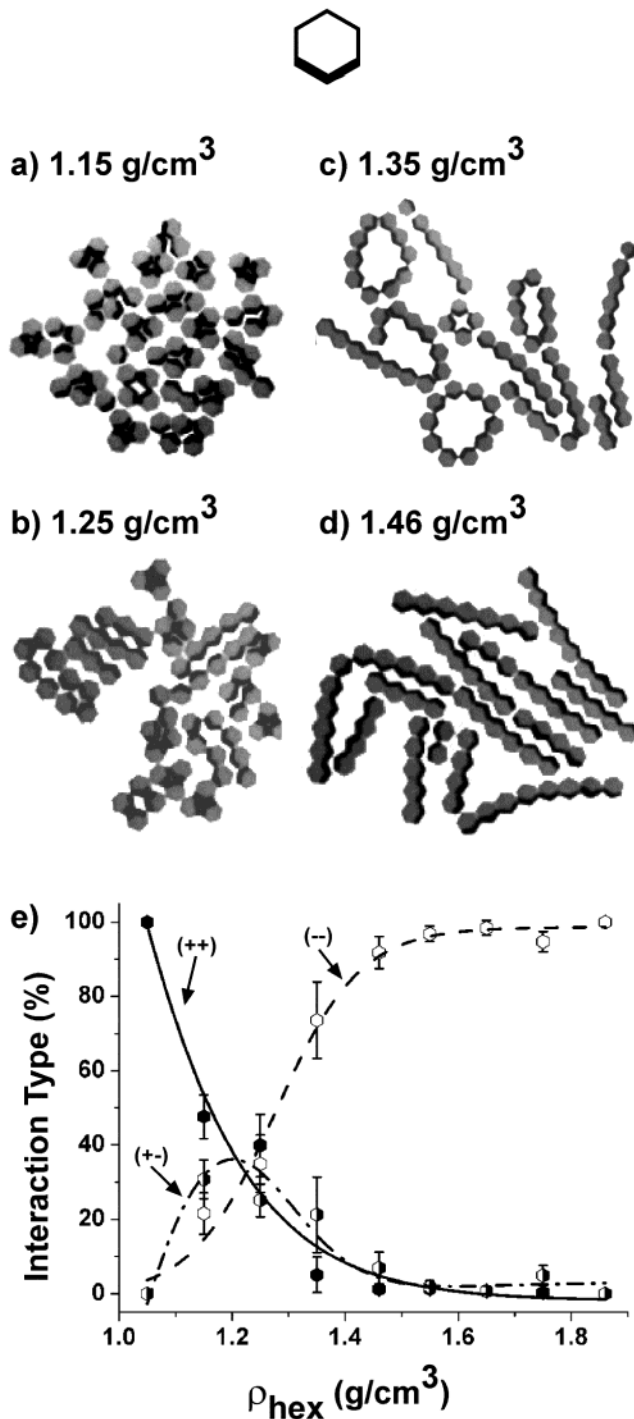 a) 1.15 g/cm³
c) 1.35 g/cm³
b) 1.25 g/cm³
d) 1.46 g/cm³
e)
100
80
60
40
20
0
(++)
(--)
(+-)
Interaction Type (%)
1.0 1.2 1.4 1.6 1.8
ρhex (g/cm³)